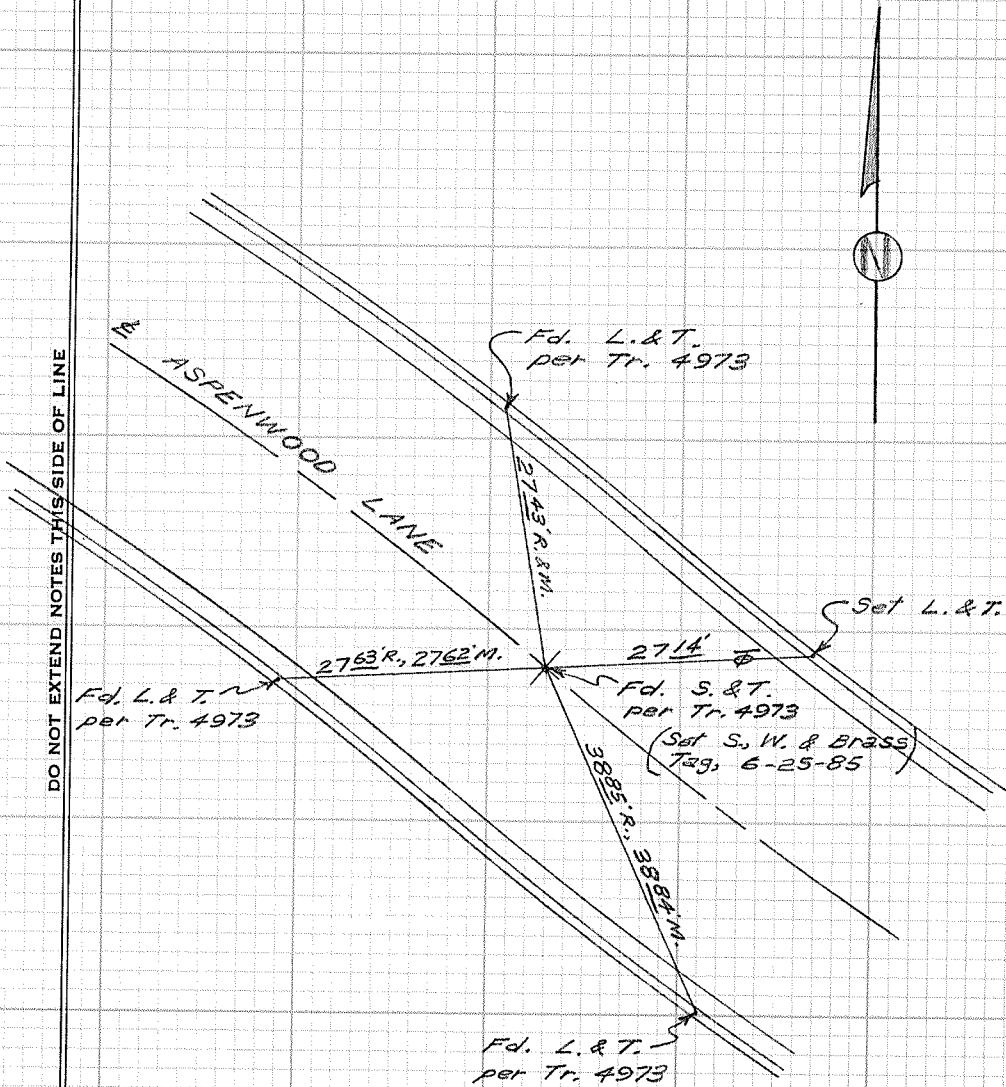 DO NOT EXTEND NOTES THIS SIDE OF LINE
N
Fd. L. & T.
per Tr. 4973
℄ ASPENWOOD LANE
27 43' R. & M.
Set L. & T.
27 63' R., 27 62' M.
27 14'
Fd. L. & T.
per Tr. 4973
Fd. S. & T.
per Tr. 4973
(Set S., W. & Brass
Tag, 6-25-85)
38 85' R., 38 84' M.
Fd. L. & T.
per Tr. 4973